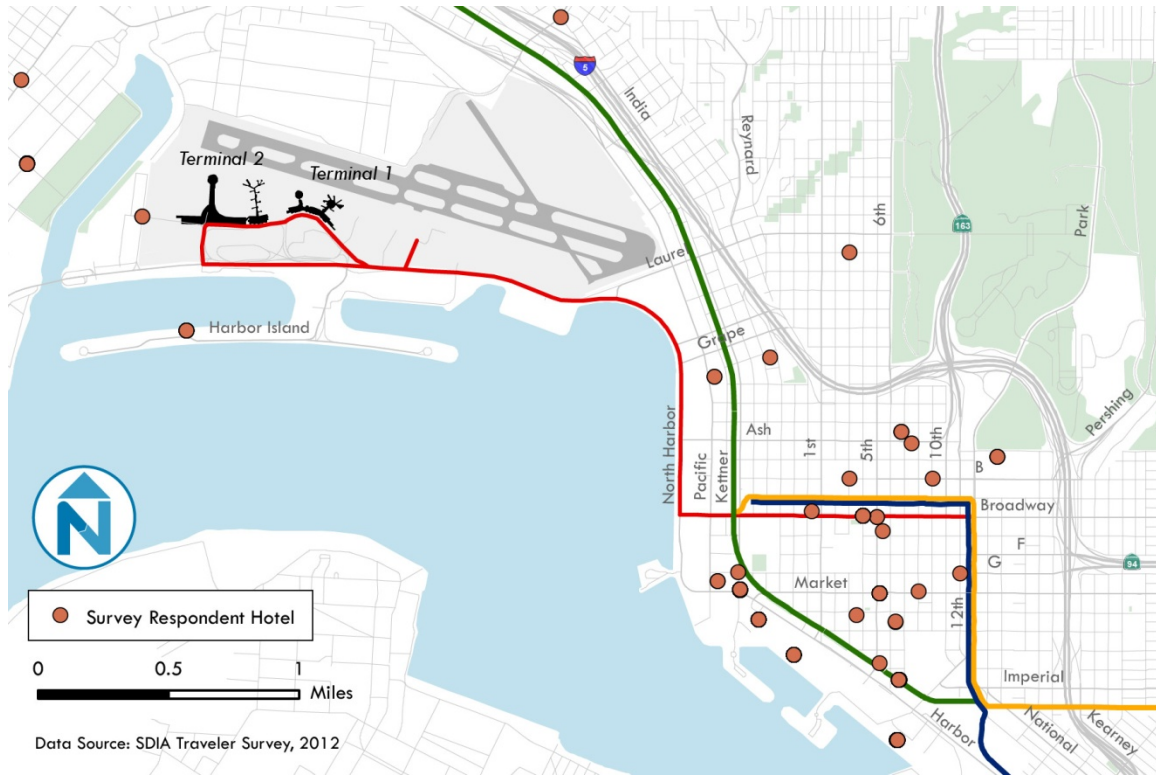 5
India
Reynard
Terminal 2
Terminal 1
6th
163
Park
Laurel
Harbor Island
Grape
Pershing
North Harbor
Pacific
Kettner
Ash
1st
5th
10th
B
Broadway
F
G
94
Market
12th
N
Survey Respondent Hotel
0 0.5 1
Miles
Imperial
Harbor
National
Kearney
Data Source: SDIA Traveler Survey, 2012